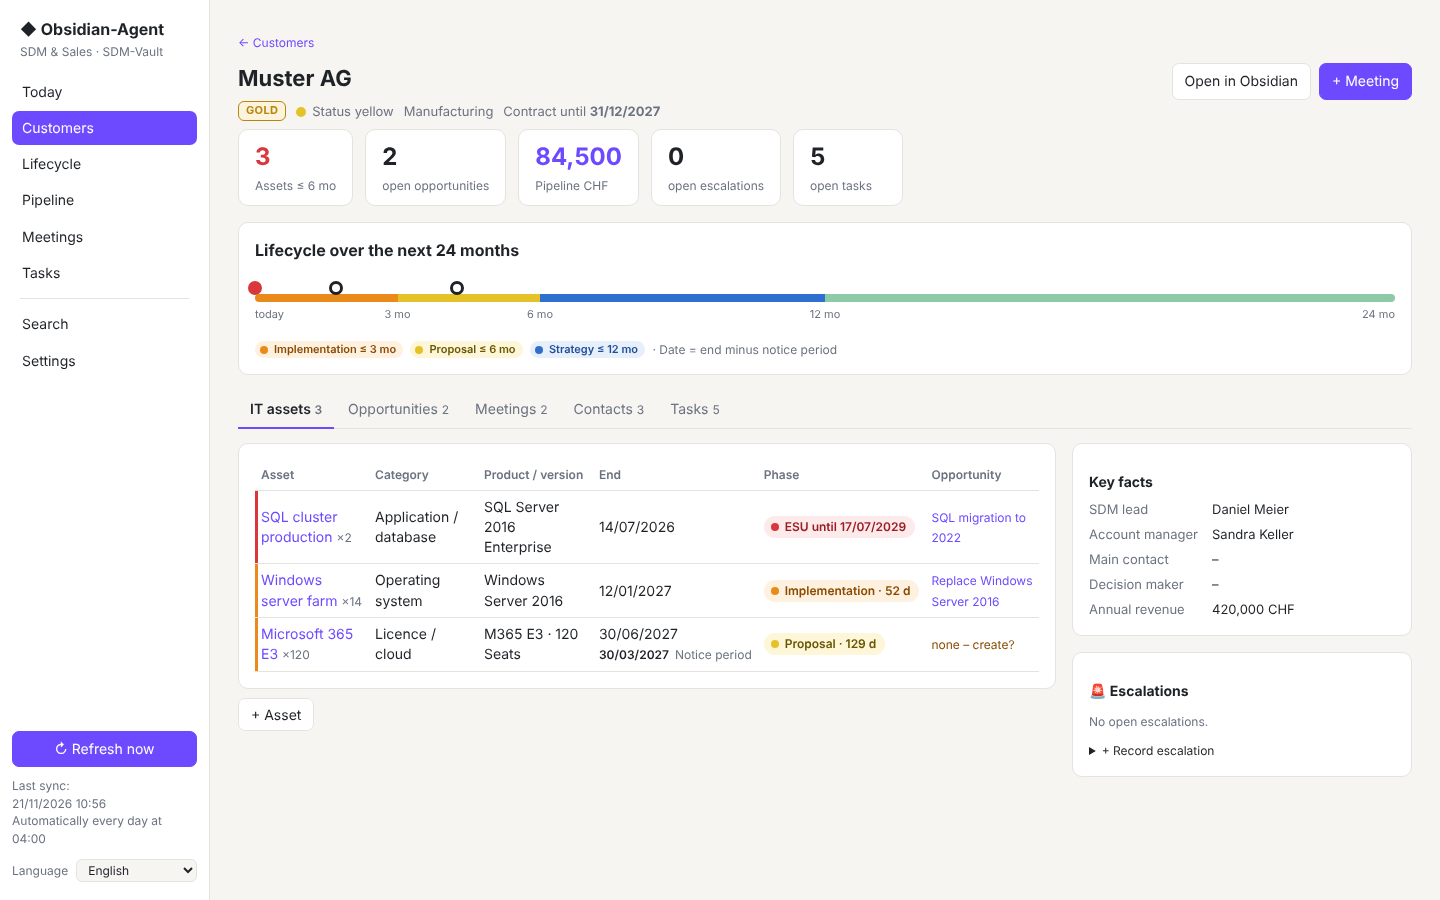 ◆ Obsidian-Agent
SDM & Sales · SDM-Vault
Today
Customers
Lifecycle
Pipeline
Meetings
Tasks
Search
Settings
↻ Refresh now
Last sync:
21/11/2026 10:56
Automatically every day at
04:00
Language English
← Customers
Muster AG
Open in Obsidian
+ Meeting
GOLD Status yellow Manufacturing Contract until 31/12/2027
3
Assets ≤ 6 mo
2
open opportunities
84,500
Pipeline CHF
0
open escalations
5
open tasks
Lifecycle over the next 24 months
today 3 mo 6 mo 12 mo 24 mo
Implementation ≤ 3 mo Proposal ≤ 6 mo Strategy ≤ 12 mo · Date = end minus notice period
IT assets 3 Opportunities 2 Meetings 2 Contacts 3 Tasks 5
Asset Category Product / version End Phase Opportunity
SQL cluster
production ×2
Application /
database
SQL Server
2016
Enterprise
14/07/2026
ESU until 17/07/2029
SQL migration to
2022
Windows
server farm ×14
Operating
system
Windows
Server 2016
12/01/2027
Implementation · 52 d
Replace Windows
Server 2016
Microsoft 365
E3 ×120
Licence /
cloud
M365 E3 · 120
Seats
30/06/2027
30/03/2027 Notice period
Proposal · 129 d
none – create?
+ Asset
Key facts
SDM lead Daniel Meier
Account manager Sandra Keller
Main contact –
Decision maker –
Annual revenue 420,000 CHF
🚨 Escalations
No open escalations.
▶ + Record escalation